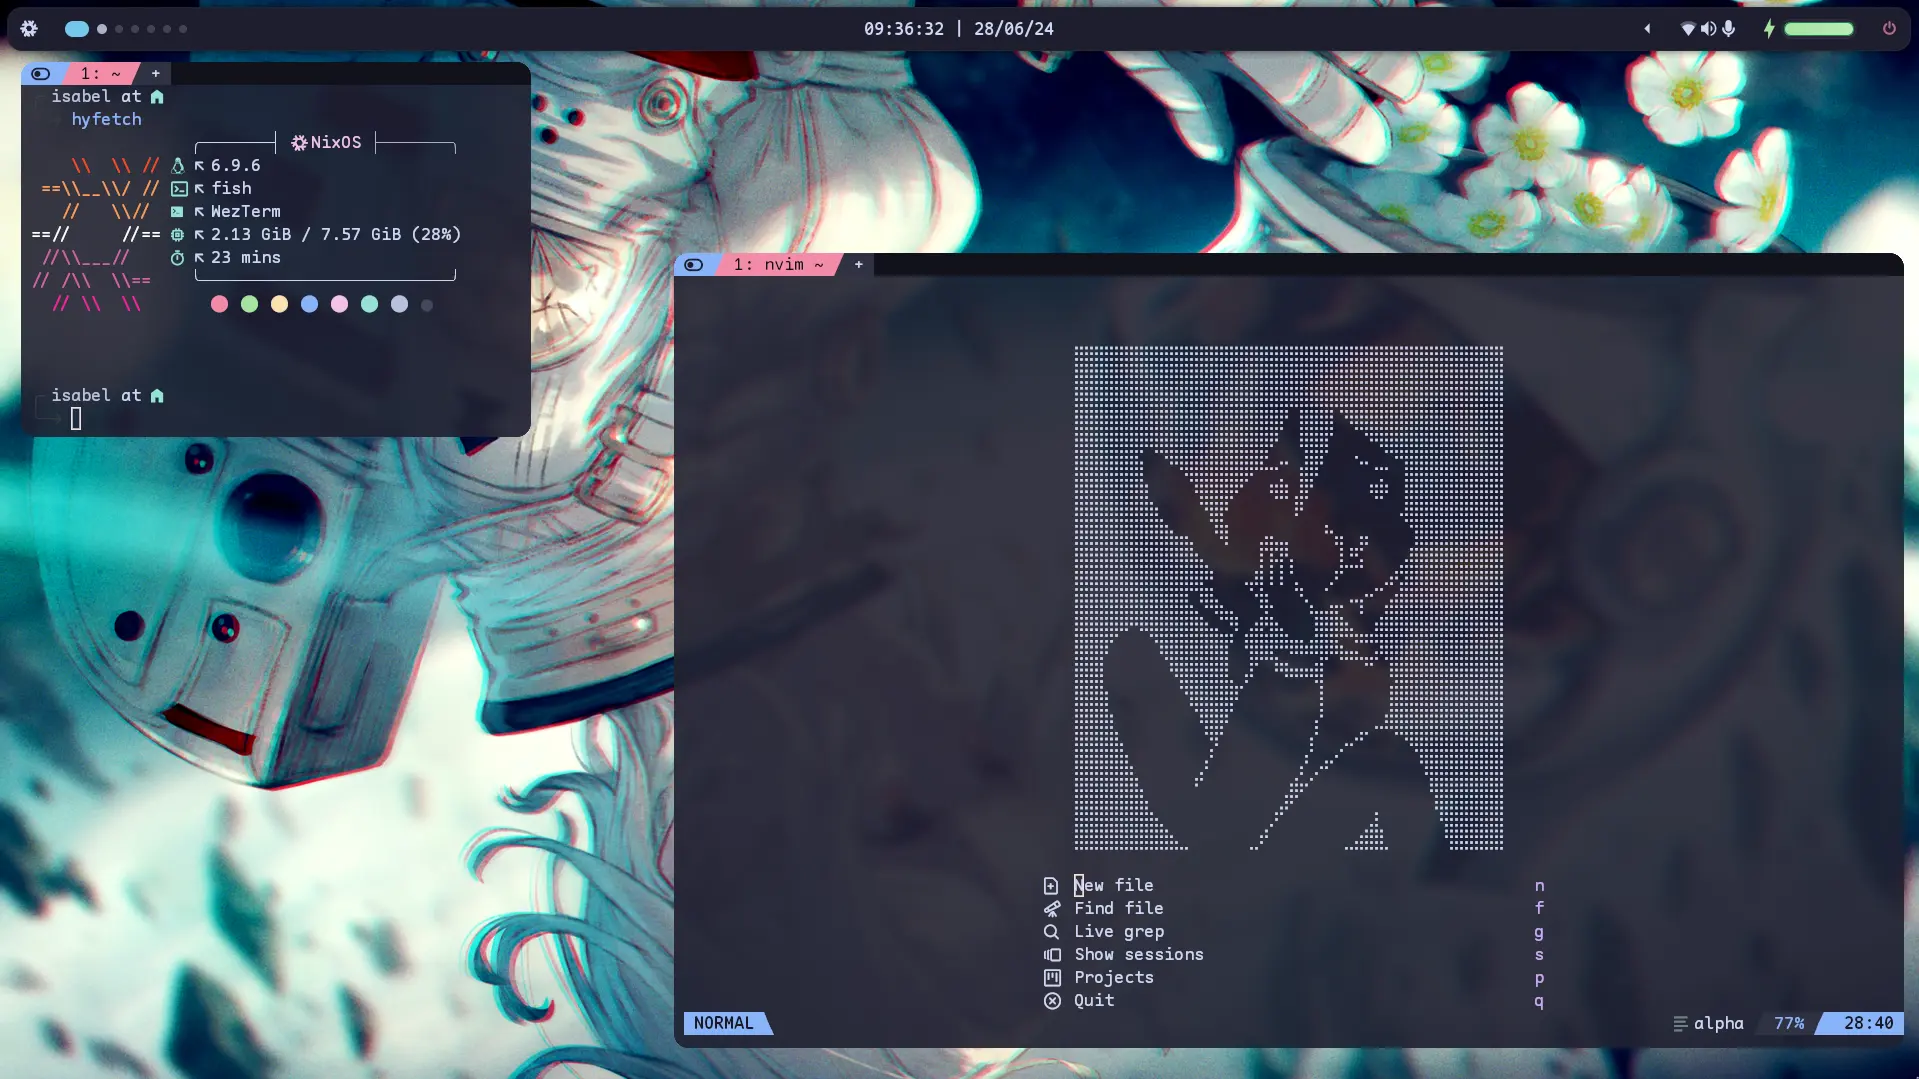 09:36:32 | 28/06/24
1: ~ +
isabel at
hyfetch
NixOS
6.9.6
fish
WezTerm
2.13 GiB / 7.57 GiB (28%)
23 mins
isabel at
1: nvim ~ +
New file n
Find file f
Live grep g
Show sessions s
Projects p
Quit q
NORMAL alpha 77% 28:40